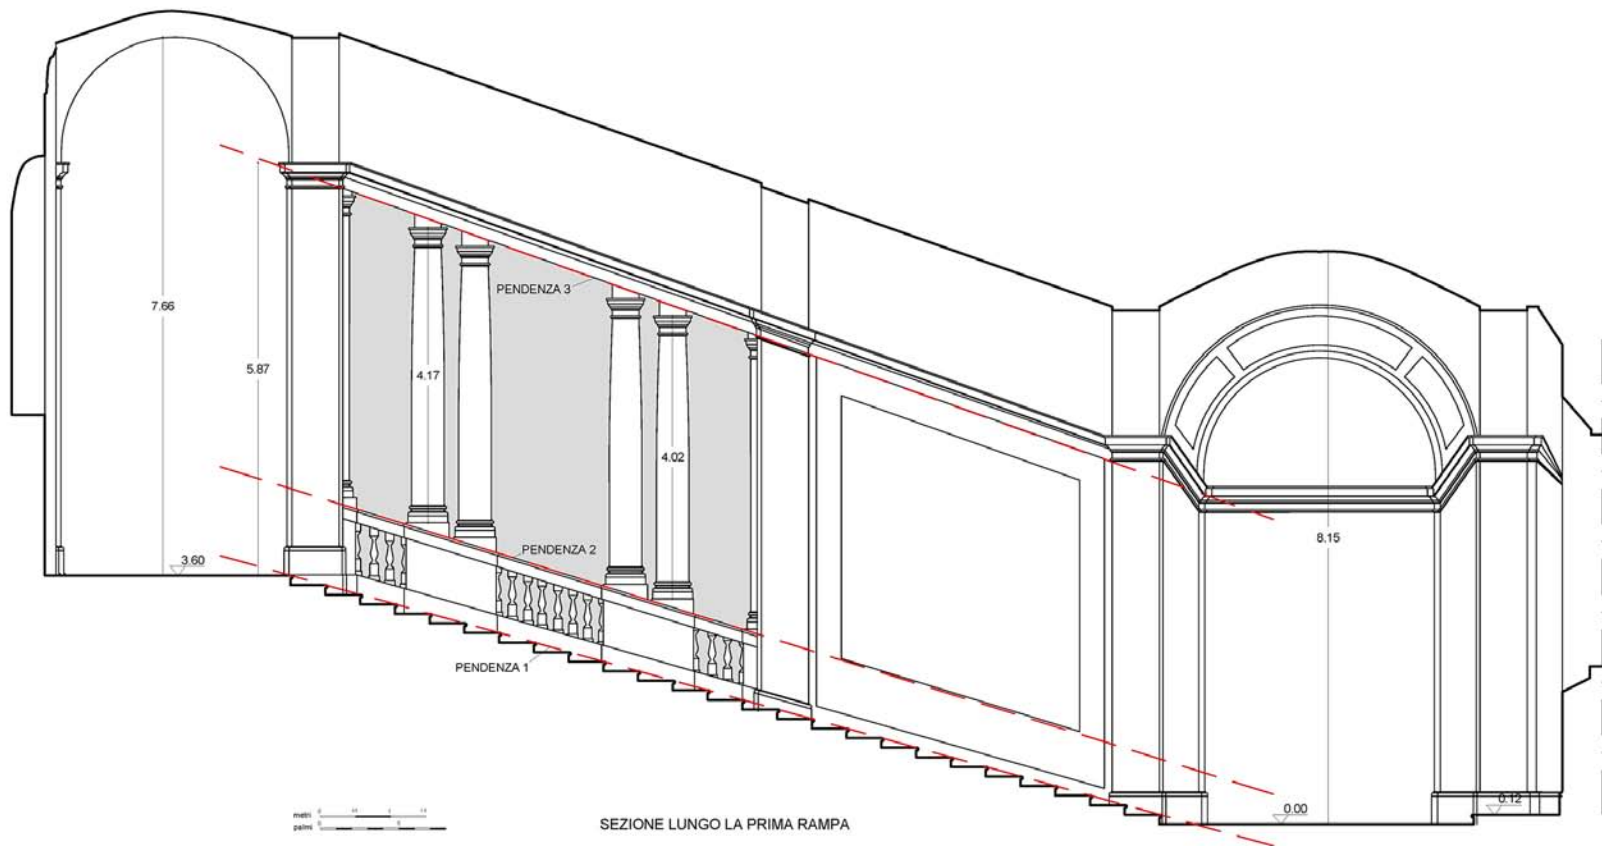 7.66
5.87
PENDENZA 3
4.17
4.02
8.15
PENDENZA 2
3.60
PENDENZA 1
0.00
0.12
metri
palmi
SEZIONE LUNGO LA PRIMA RAMPA